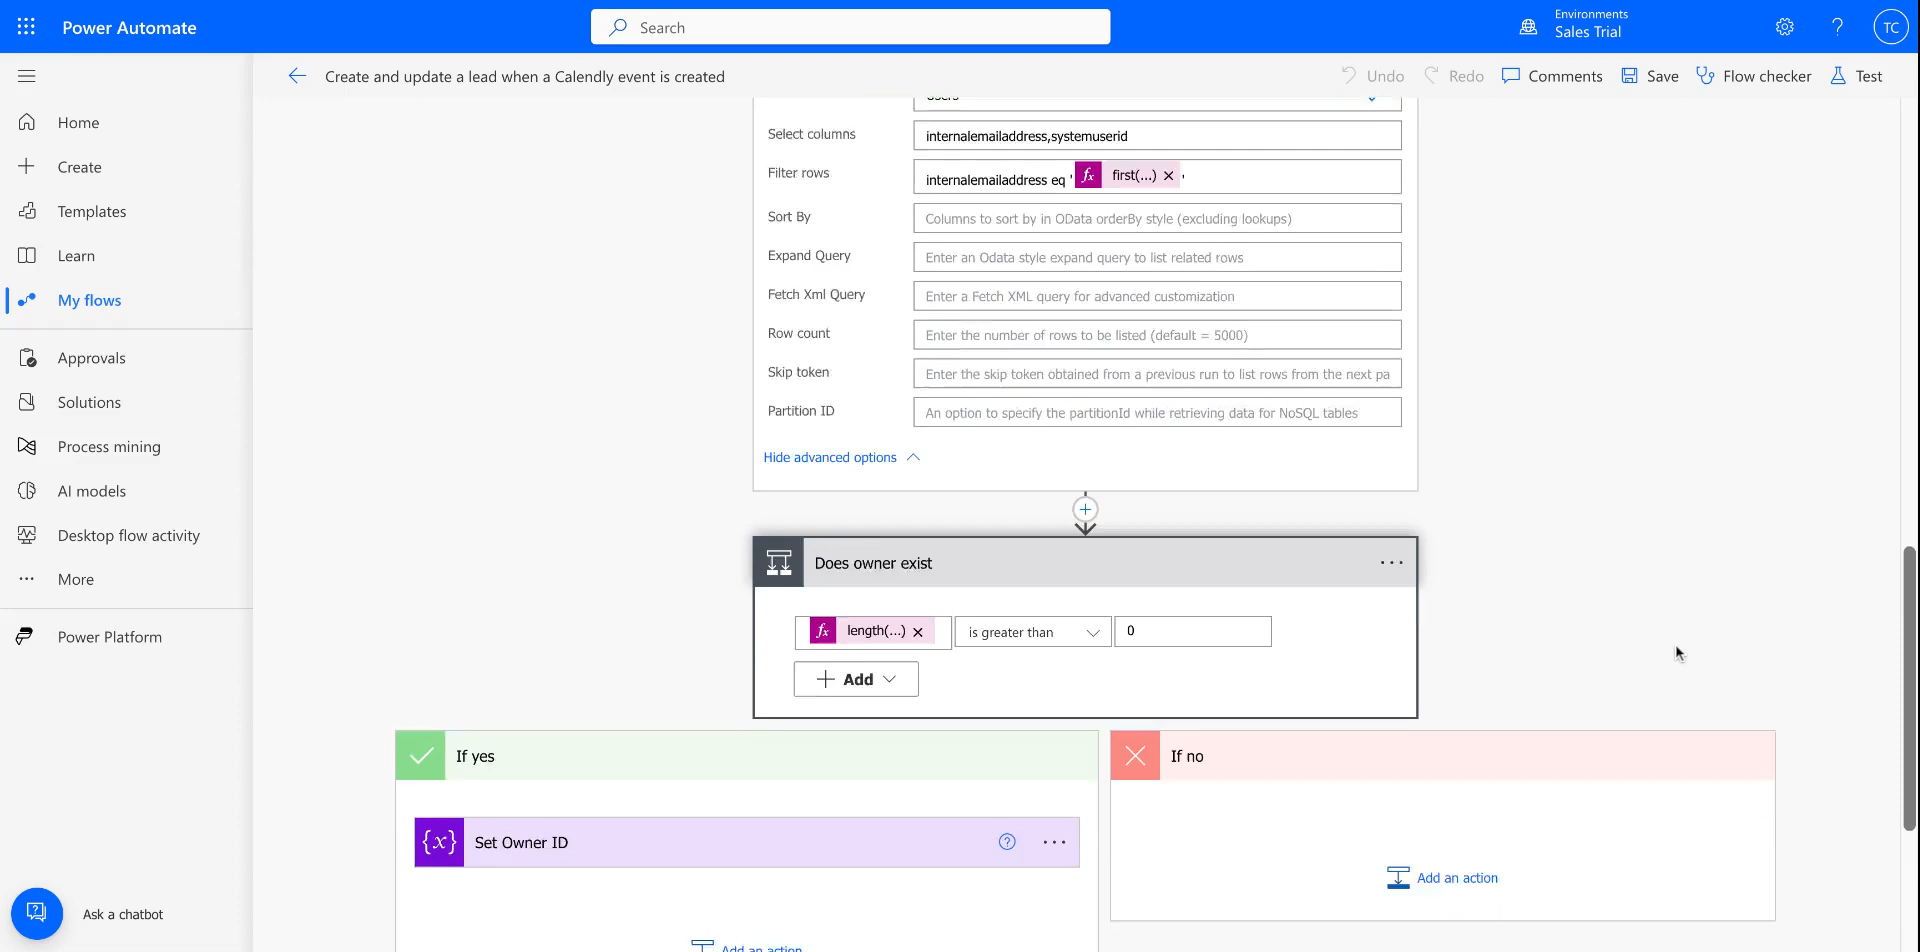 Power Automate
Search
Environments
Sales Trial
?
TC
Create and update a lead when a Calendly event is created
Undo
Redo
Comments
Save
Flow checker
Test
Home
Create
Templates
Learn
My flows
Approvals
Solutions
Process mining
AI models
Desktop flow activity
More
Power Platform
Ask a chatbot
Users
Select columns
internalemailaddress,systemuserid
Filter rows
internalemailaddress eq ' fx first(...) × '
Sort By
Columns to sort by in OData orderBy style (excluding lookups)
Expand Query
Enter an Odata style expand query to list related rows
Fetch Xml Query
Enter a Fetch XML query for advanced customization
Row count
Enter the number of rows to be listed (default = 5000)
Skip token
Enter the skip token obtained from a previous run to list rows from the next pa
Partition ID
An option to specify the partitionId while retrieving data for NoSQL tables
Hide advanced options
Does owner exist
fx length(...) ×
is greater than
0
Add
If yes
{x} Set Owner ID
?
Add an action
If no
Add an action